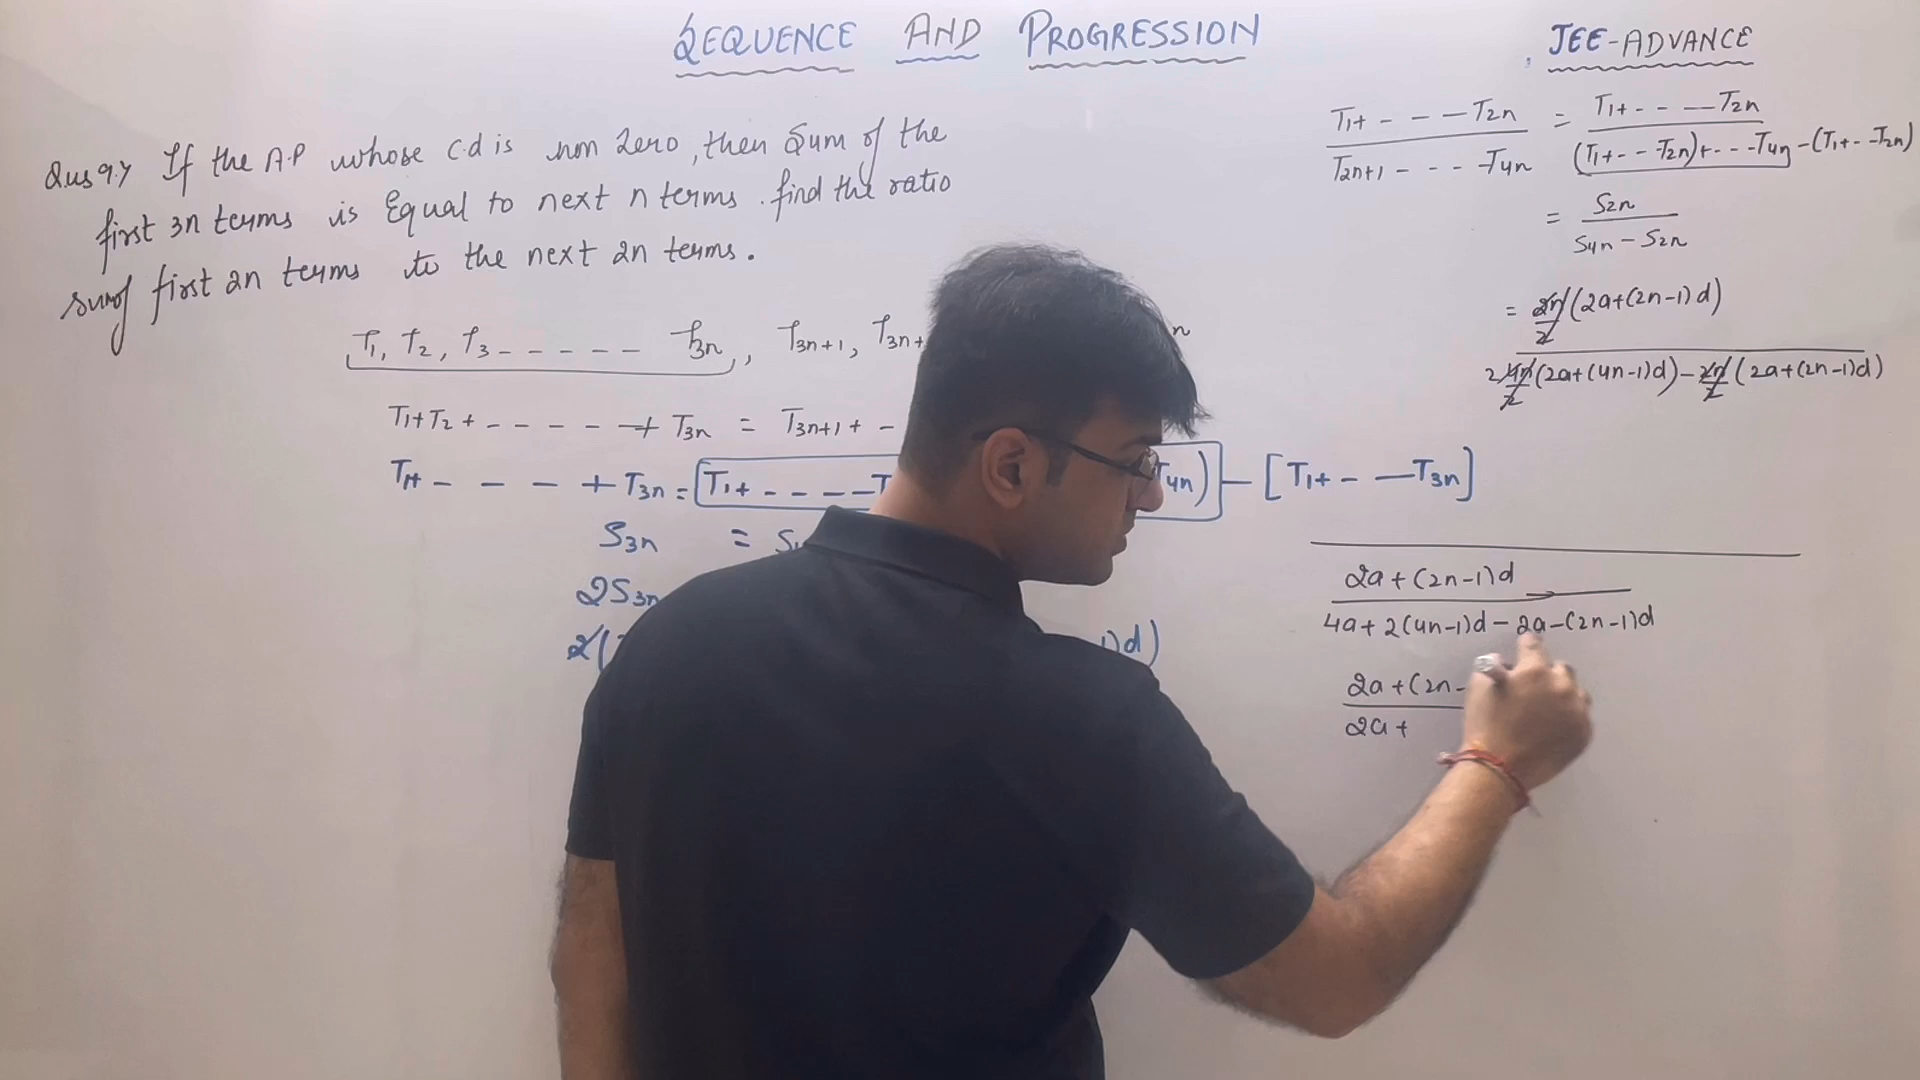 SEQUENCE AND PROGRESSION
JEE-ADVANCE
Ques 9.) If the A.P whose c.d is non zero, then Sum of the
first 3n terms is Equal to next n terms. find the ratio
sum of first 2n terms to the next 2n terms.
T1, T2, T3 - - - - - T3n, T3n+1, T3n+ n
T1+T2+ - - - - + T3n = T3n+1 + -
T1+ - - - + T3n = (T1+ - - - - T T4n) - [T1+ - - T3n]
S3n = S4
2S3n
2( 1)d)
T1+ - - - T2n / T2n+1 - - - T4n = T1+ - - - T2n / (T1+ - - T2n)+ - - - T4n - (T1+ - - T2n)
= S2n / S4n - S2n
= 2n/2 (2a+(2n-1)d)
2 4n/2 (2a+(4n-1)d) - 2n/2 (2a+(2n-1)d)
2a+(2n-1)d
4a+2(4n-1)d-2a-(2n-1)d
2a+(2n-
2a+